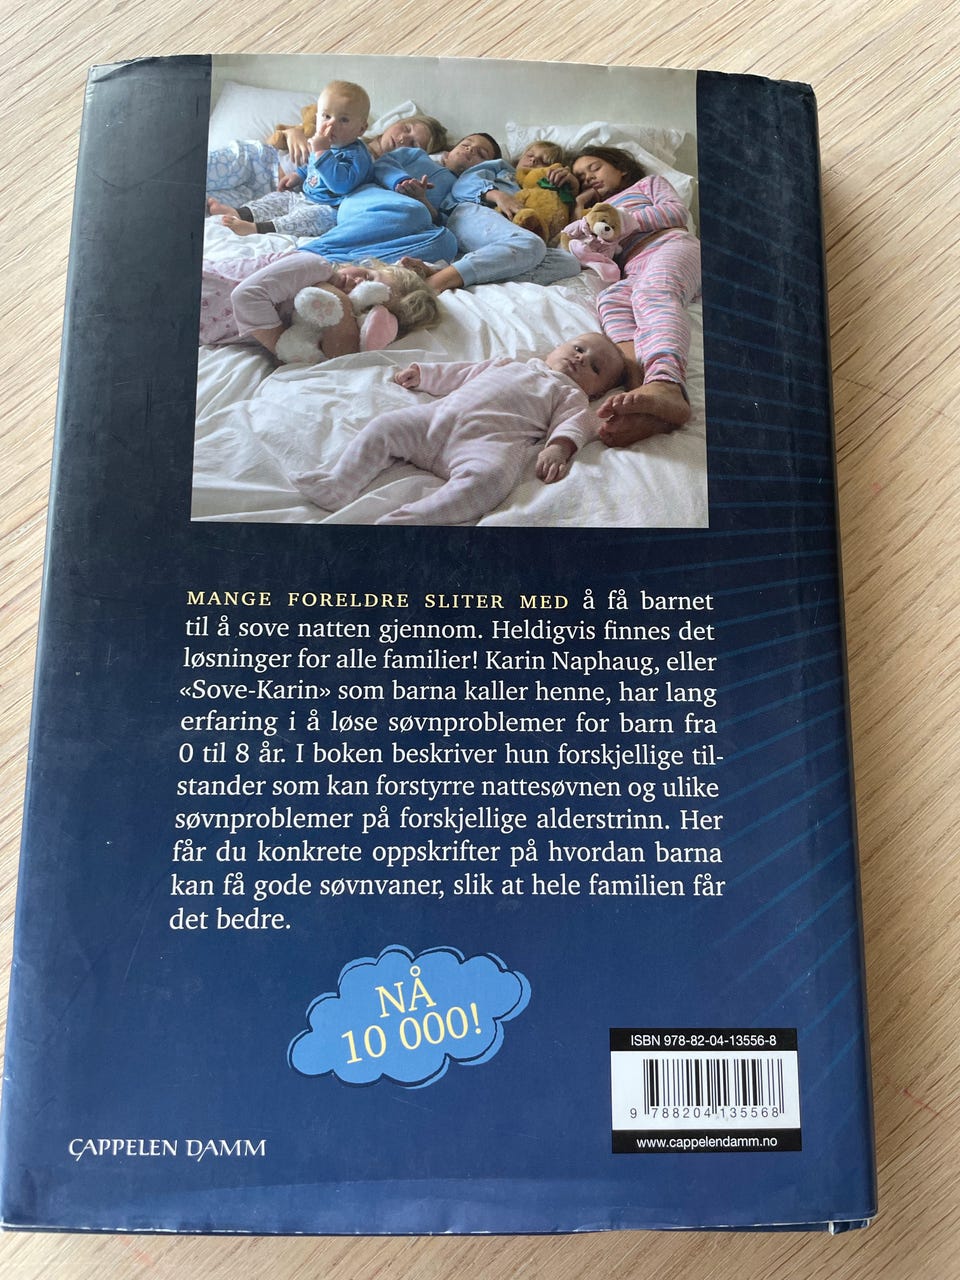 MANGE FORELDRE SLITER MED å få barnet
til å sove natten gjennom. Heldigvis finnes det
løsninger for alle familier! Karin Naphaug, eller
«Sove-Karin» som barna kaller henne, har lang
erfaring i å løse søvnproblemer for barn fra
0 til 8 år. I boken beskriver hun forskjellige til-
stander som kan forstyrre nattesøvnen og ulike
søvnproblemer på forskjellige alderstrinn. Her
får du konkrete oppskrifter på hvordan barna
kan få gode søvnvaner, slik at hele familien får
det bedre.
NÅ
10 000!
ISBN 978-82-04-13556-8
9 788204 135568
www.cappelendamm.no
CAPPELEN DAMM